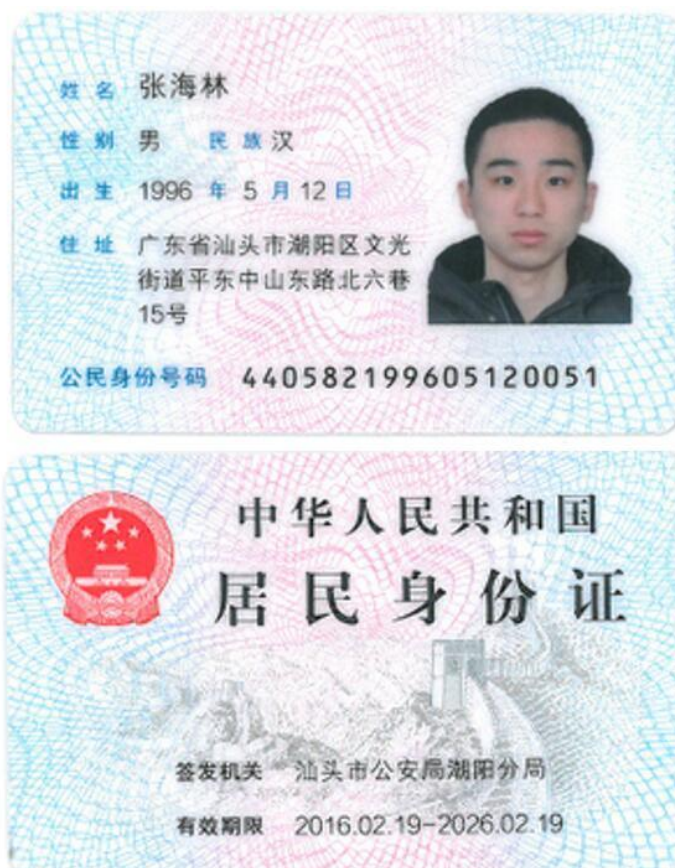 姓名 张海林
性别 男 民族 汉
出生 1996 年 5 月 12 日
住址 广东省汕头市潮阳区文光
街道平东中山东路北六巷
15号
公民身份号码 440582199605120051
中华人民共和国
居民身份证
签发机关 汕头市公安局潮阳分局
有效期限 2016.02.19-2026.02.19